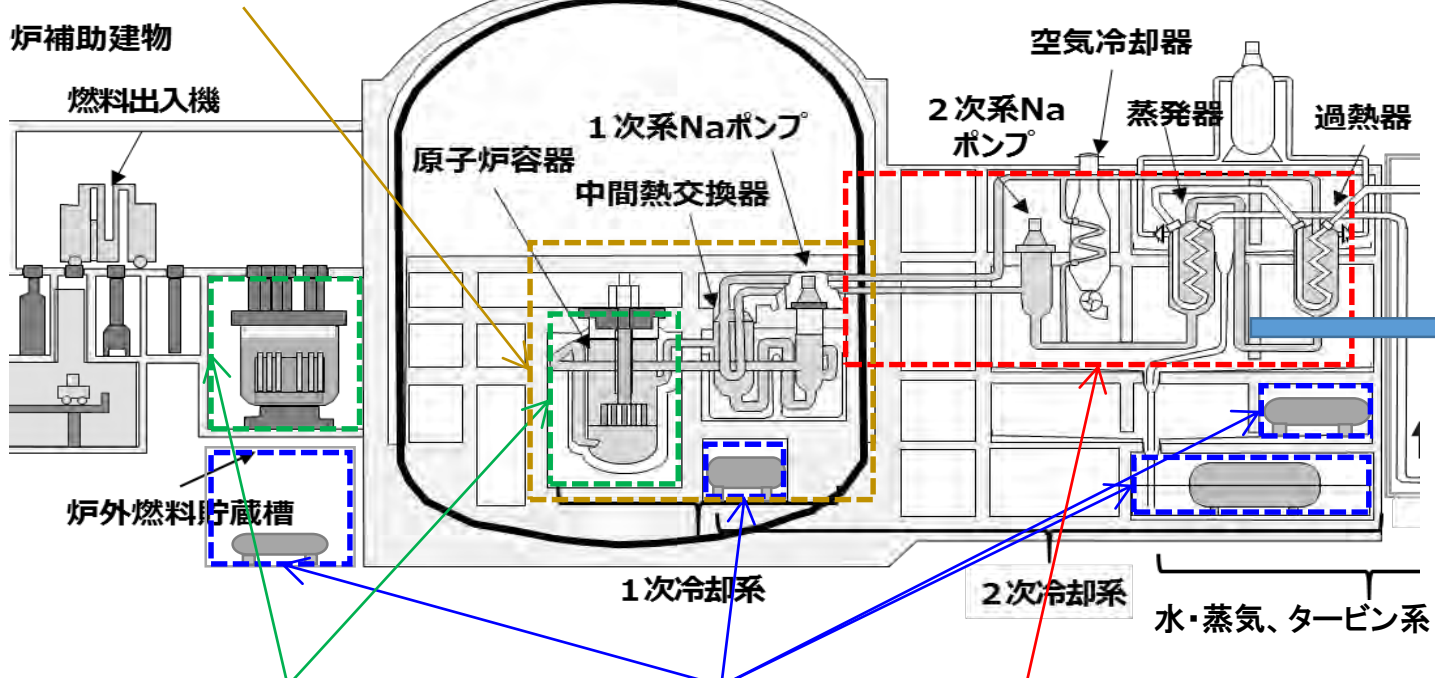 炉補助建物
燃料出入機
原子炉容器
1次系Naポンプ
中間熱交換器
空気冷却器
2次系Na
ポンプ
蒸発器
過熱器
炉外燃料貯蔵槽
1次冷却系
2次冷却系
水・蒸気、タービン系